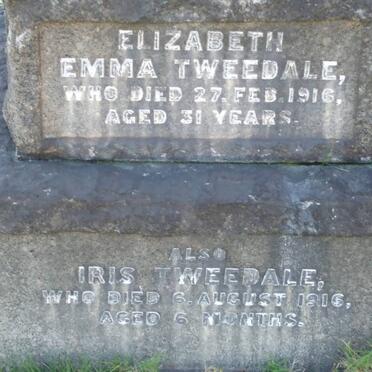 ELIZABETH
EMMA TWEEDALE,
WHO DIED 27. FEB. 1916,
AGED 31 YEARS.
ALSO
IRIS TWEEDALE,
WHO DIED 6. AUGUST 1916,
AGED 6 MONTHS.